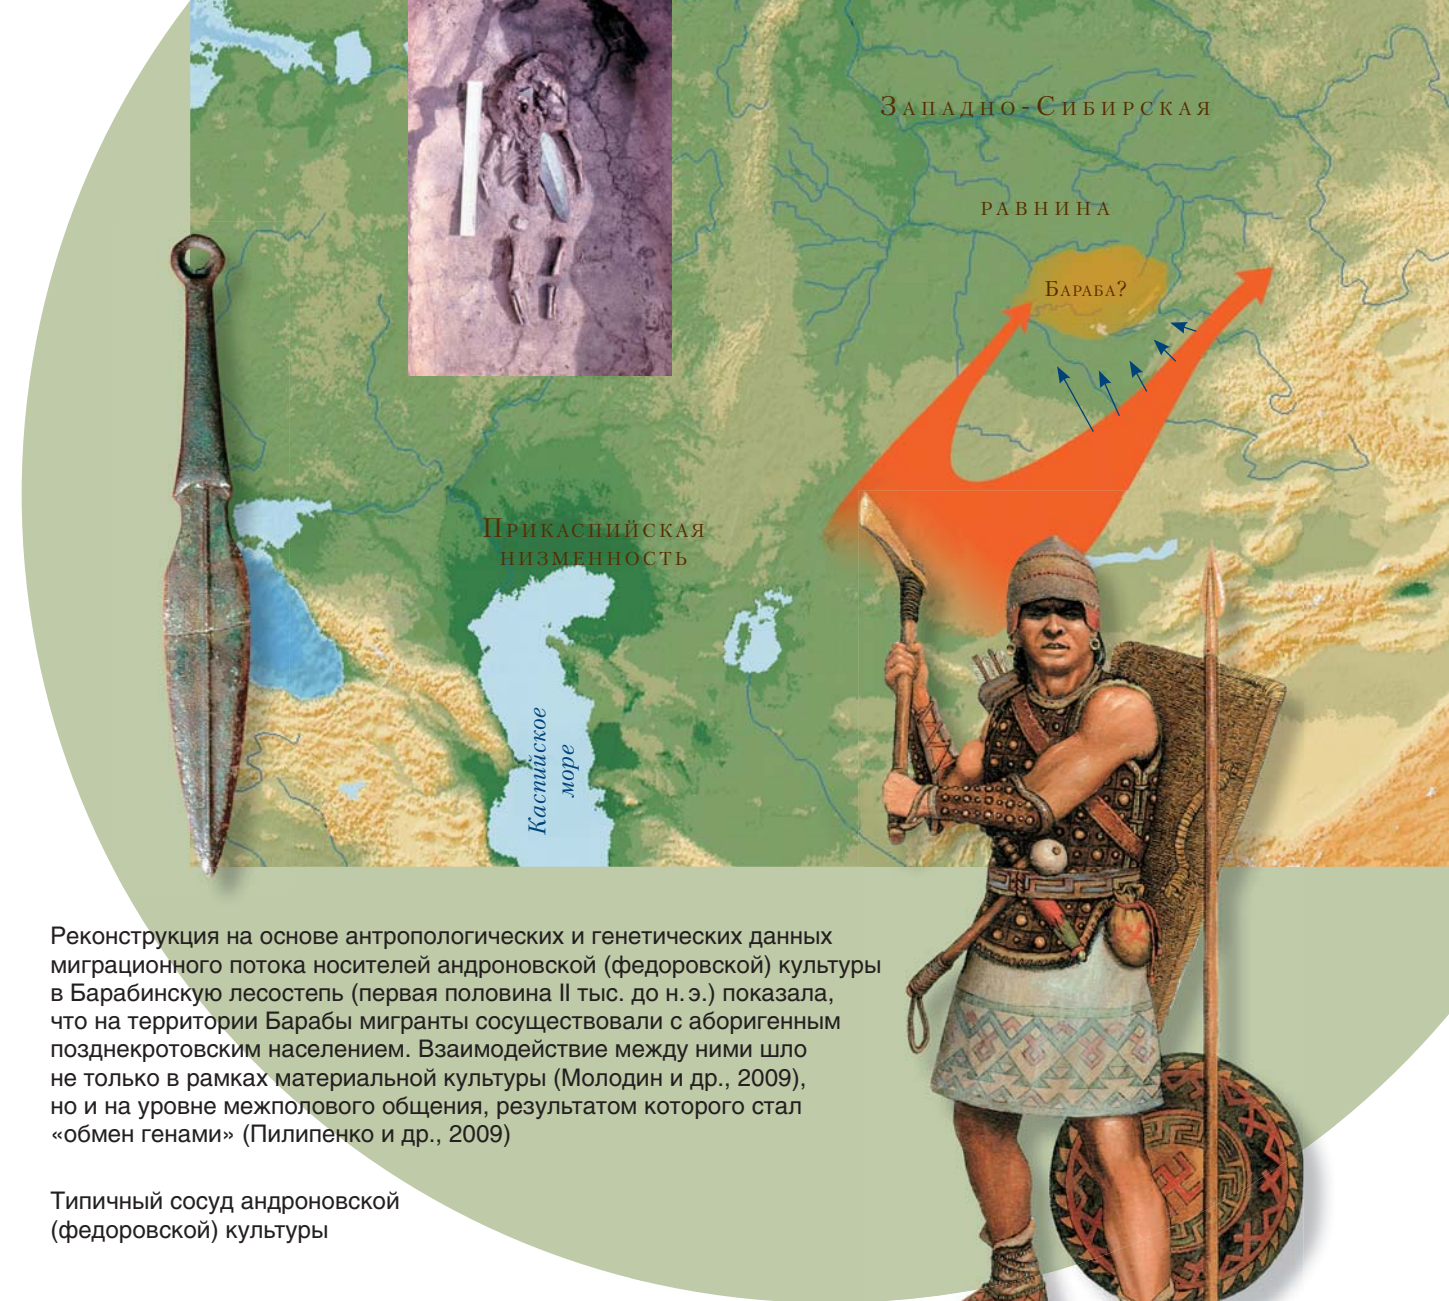 Западно-Сибирская
равнина
Бараба?
Прикаспийская
низменность
Каспийское
море
Реконструкция на основе антропологических и генетических данных
миграционного потока носителей андроновской (федоровской) культуры
в Барабинскую лесостепь (первая половина II тыс. до н. э.) показала,
что на территории Барабы мигранты сосуществовали с аборигенным
позднекротовским населением. Взаимодействие между ними шло
не только в рамках материальной культуры (Молодин и др., 2009),
но и на уровне межполового общения, результатом которого стал
«обмен генами» (Пилипенко и др., 2009)
Типичный сосуд андроновской
(федоровской) культуры